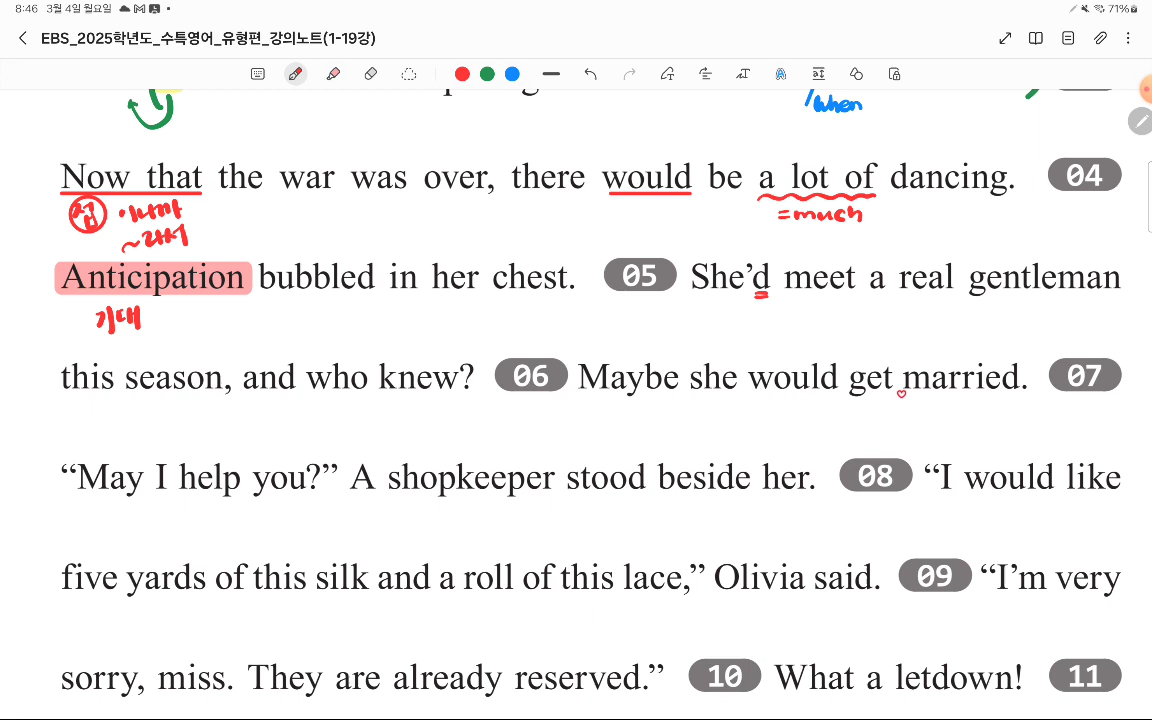 8:46 3월 4일 월요일
71%
EBS_2025학년도_수특영어_유형편_강의노트(1-19강)
when
Now that the war was over, there would be a lot of dancing. 04
접 ~니까
~라서
=much
Anticipation bubbled in her chest. 05 She’d meet a real gentleman
기대
this season, and who knew? 06 Maybe she would get married. 07
“May I help you?” A shopkeeper stood beside her. 08 “I would like
five yards of this silk and a roll of this lace,” Olivia said. 09 “I’m very
sorry, miss. They are already reserved.” 10 What a letdown! 11